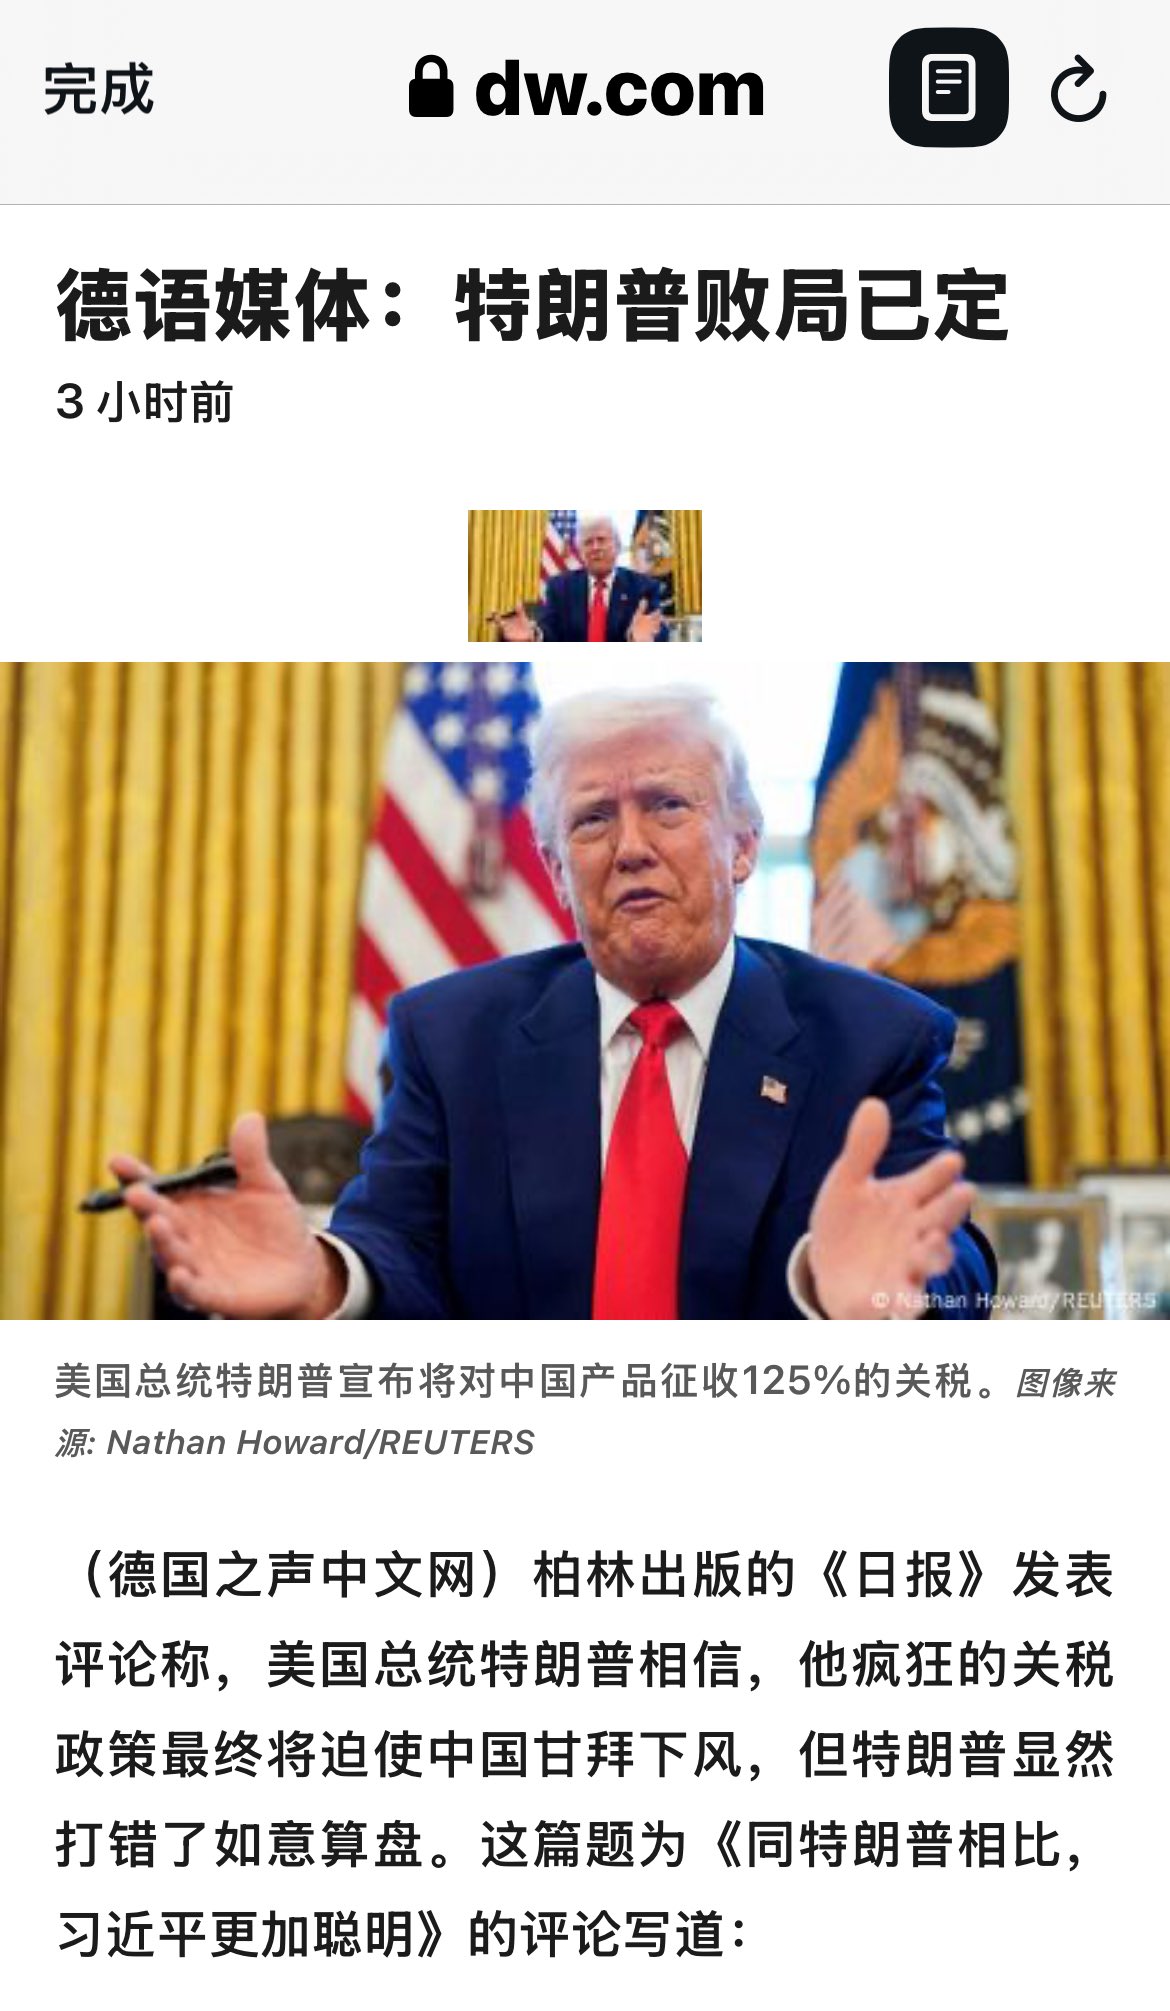 完成
dw.com
德语媒体：特朗普败局已定
3 小时前
© Nathan Howard/REUTERS
美国总统特朗普宣布将对中国产品征收125%的关税。图像来
源: Nathan Howard/REUTERS
（德国之声中文网）柏林出版的《日报》发表
评论称，美国总统特朗普相信，他疯狂的关税
政策最终将迫使中国甘拜下风，但特朗普显然
打错了如意算盘。这篇题为《同特朗普相比，
习近平更加聪明》的评论写道：